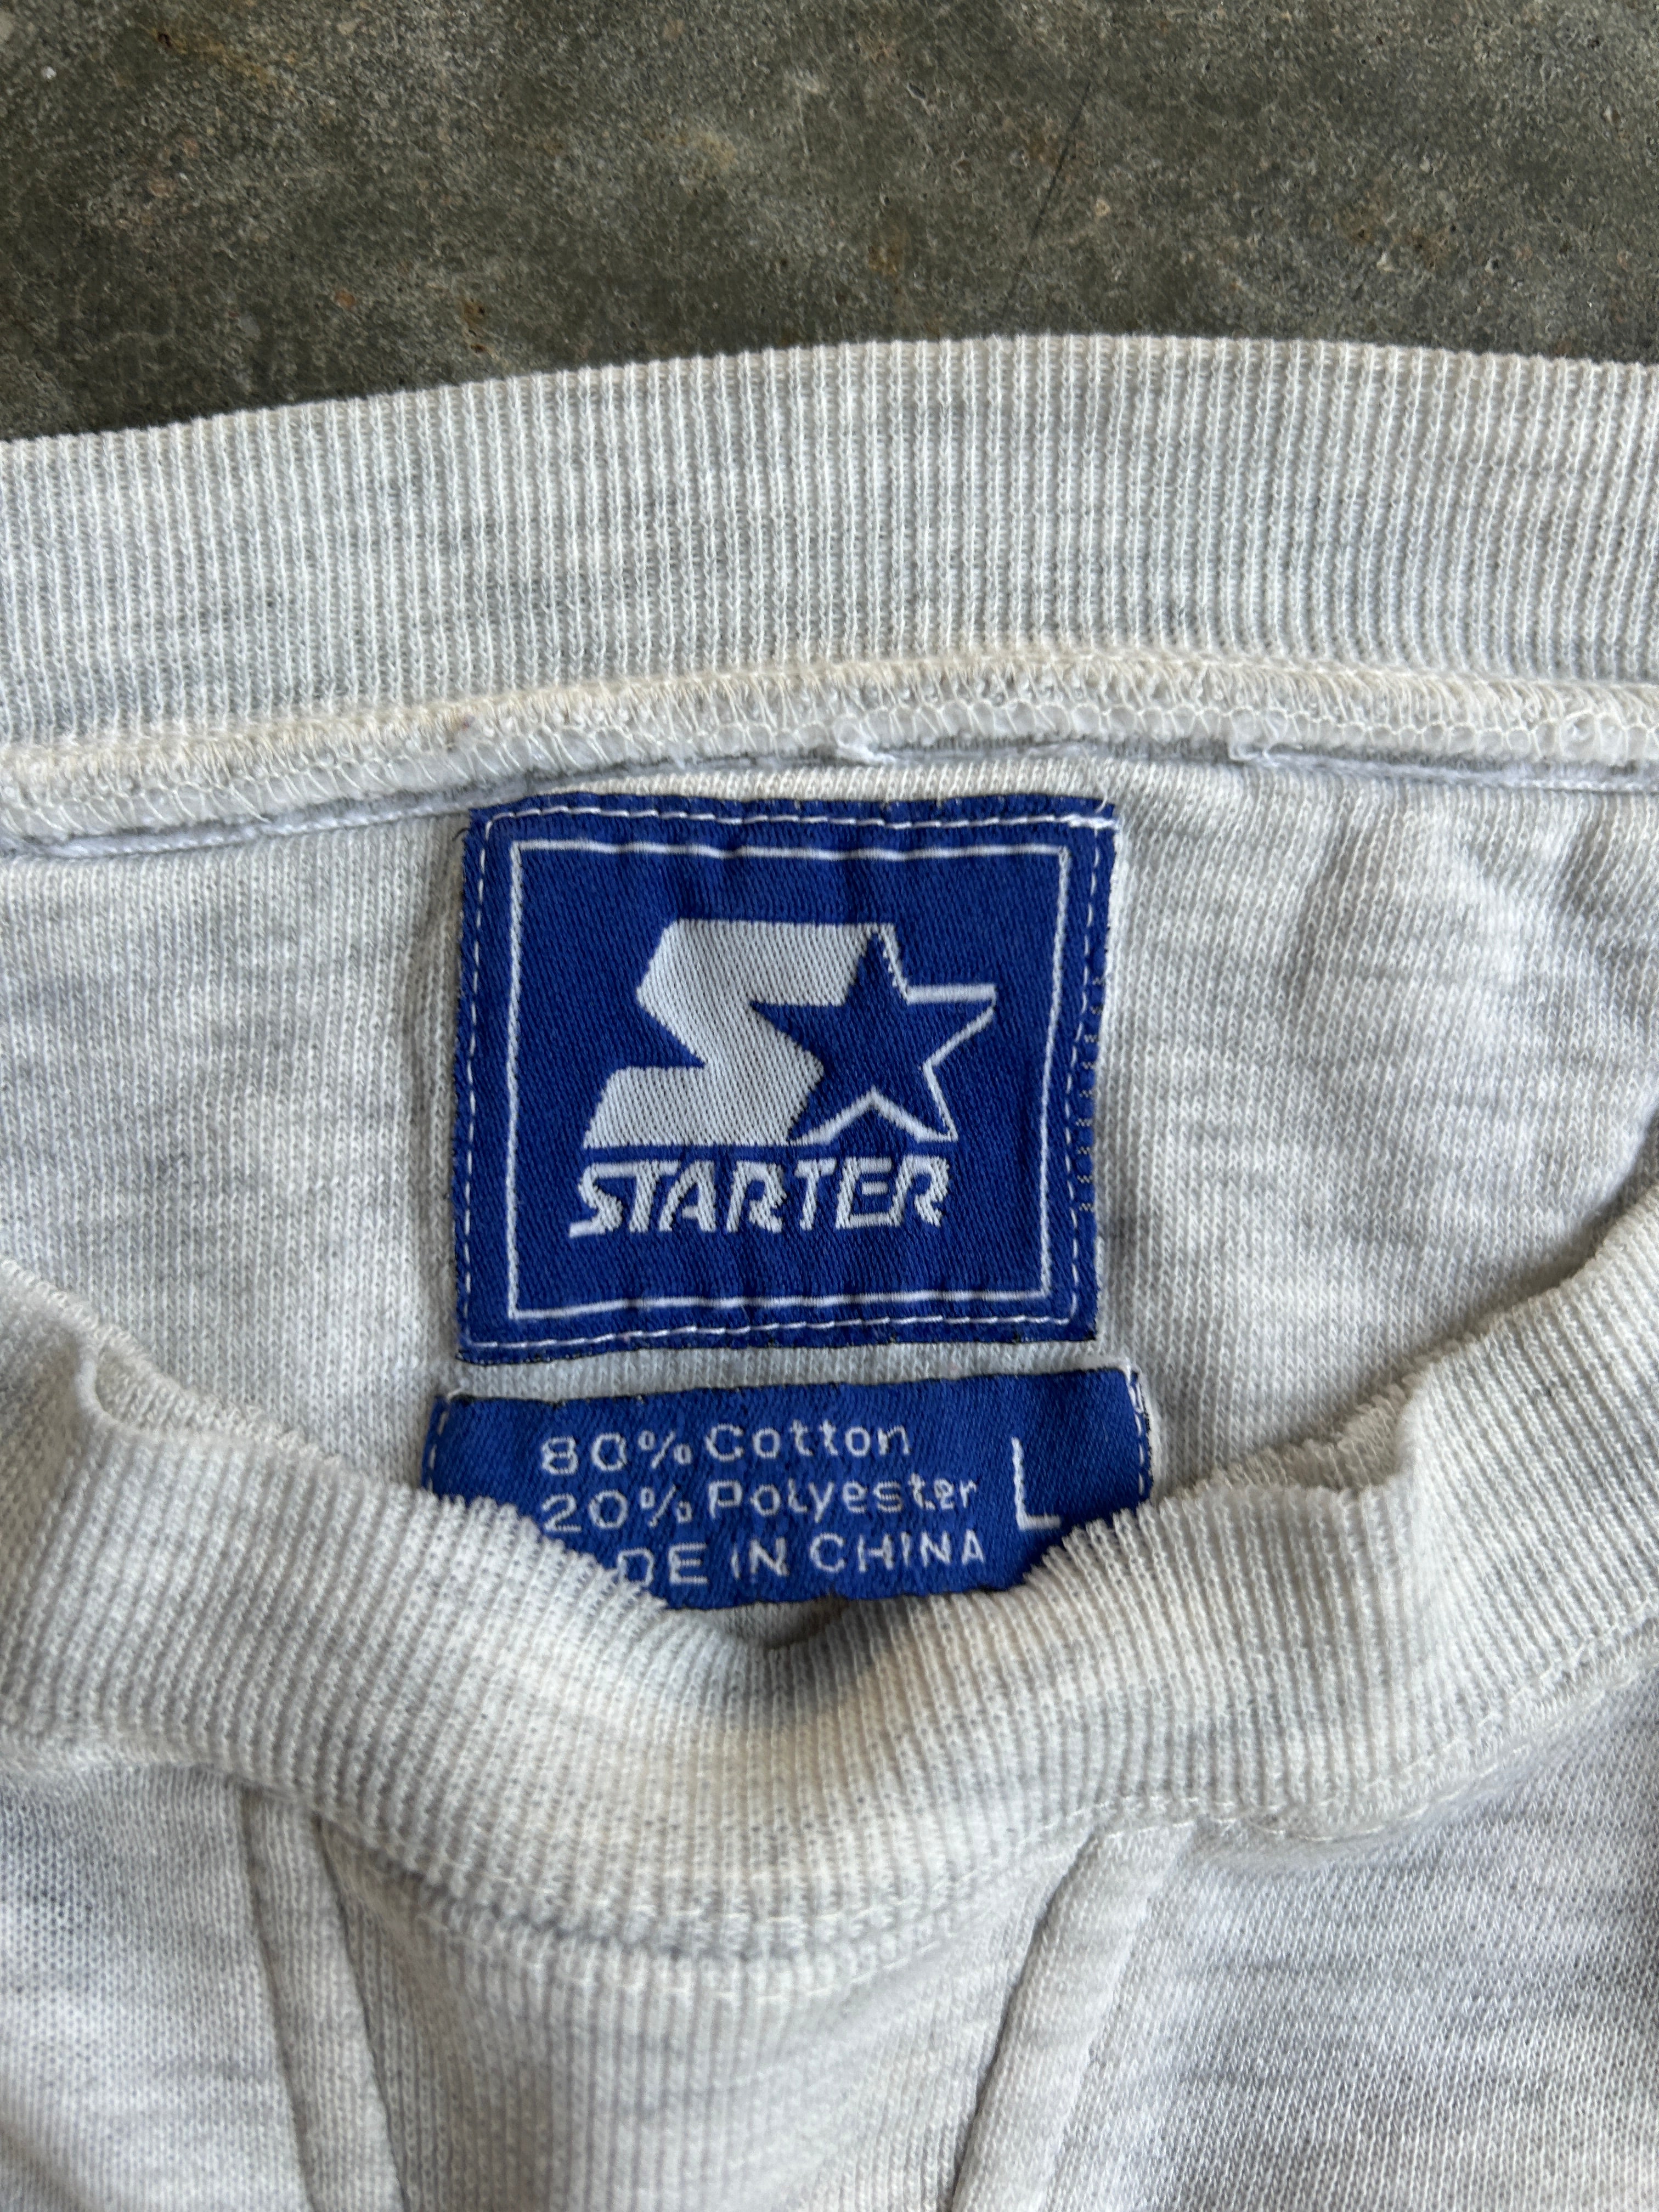 STARTER
80% Cotton
20% Polyester
L
DE IN CHINA